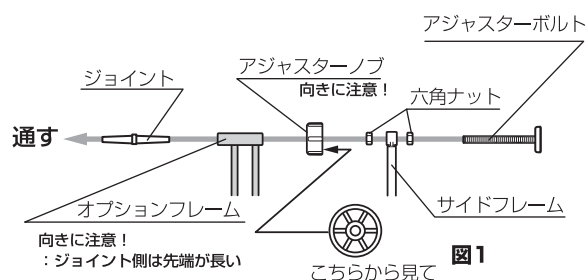 アジャスターボルト
ジョイント
アジャスターノブ
向きに注意！
六角ナット
通す
オプションフレーム
サイドフレーム
向きに注意！
：ジョイント側は先端が長い
こちらから見て
図1